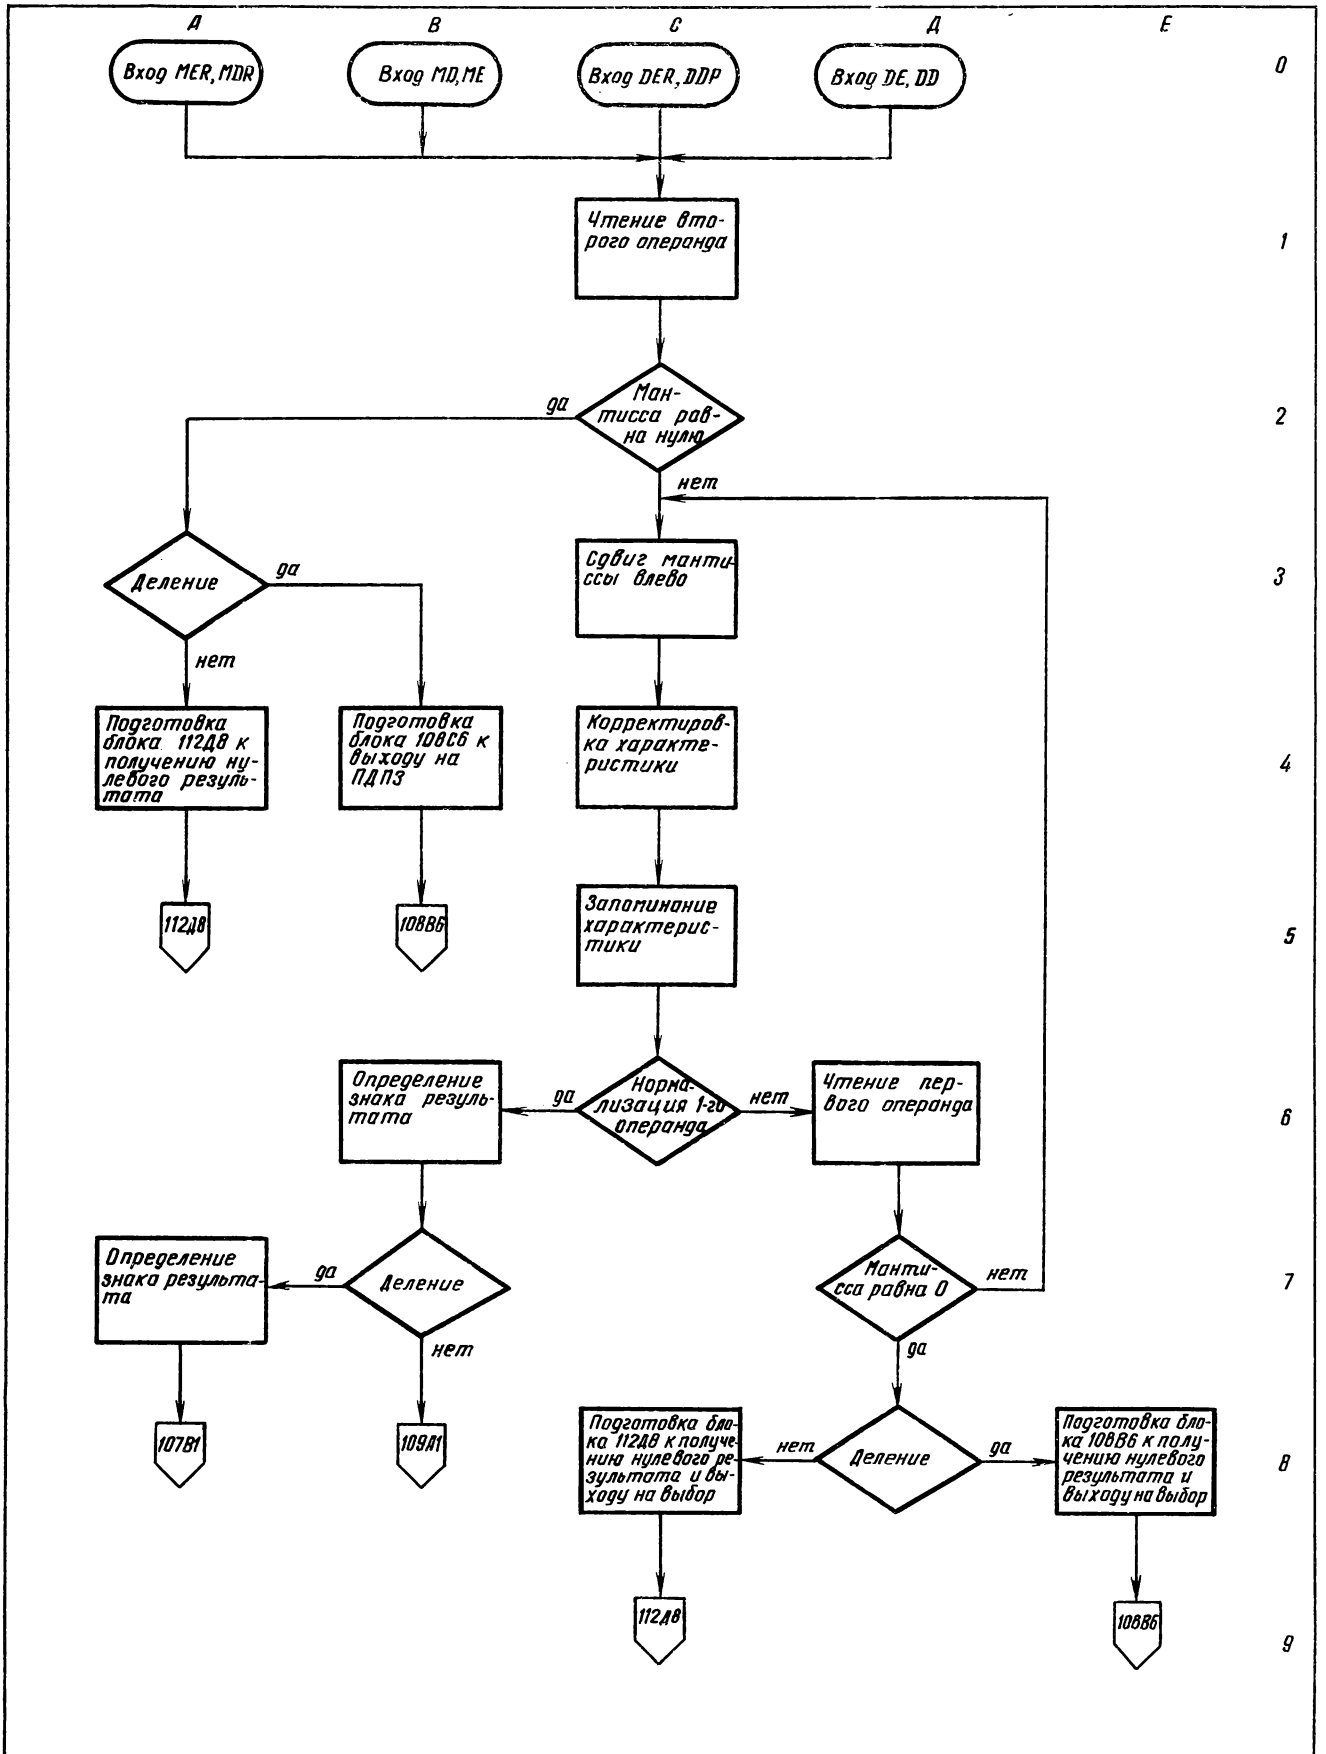 А В С Д Е
Вход MER, MDR
Вход MD, ME
Вход DER, DDP
Вход DE, DD
0
Чтение вто-
рого операнда
1
Ман-
тисса рав-
на нулю
да
нет
2
Деление
да
нет
Сдвиг манти-
ссы влево
3
Подготовка
блока 112Д8 к
получению ну-
левого резуль-
тата
Подготовка
блока 108С6 к
выходу на
ПДПЗ
Корректиров-
ка характе-
ристики
4
112Д8
108В6
Запоминание
характерис-
тики
5
Определение
знака резуль-
тата
да
Норма-
лизация 1-го
операнда
нет
Чтение пер-
вого операнда
6
Определение
знака результа-
та
да
Деление
нет
Манти-
сса равна 0
нет
да
7
107В1
109А1
Подготовка бло-
ка 112Д8 к получе-
нию нулевого ре-
зультата и вы-
ходу на выбор
нет
Деление
да
Подготовка бло-
ка 108В6 к полу-
чению нулевого
результата и
выходу на выбор
8
112Д8
108В6
9